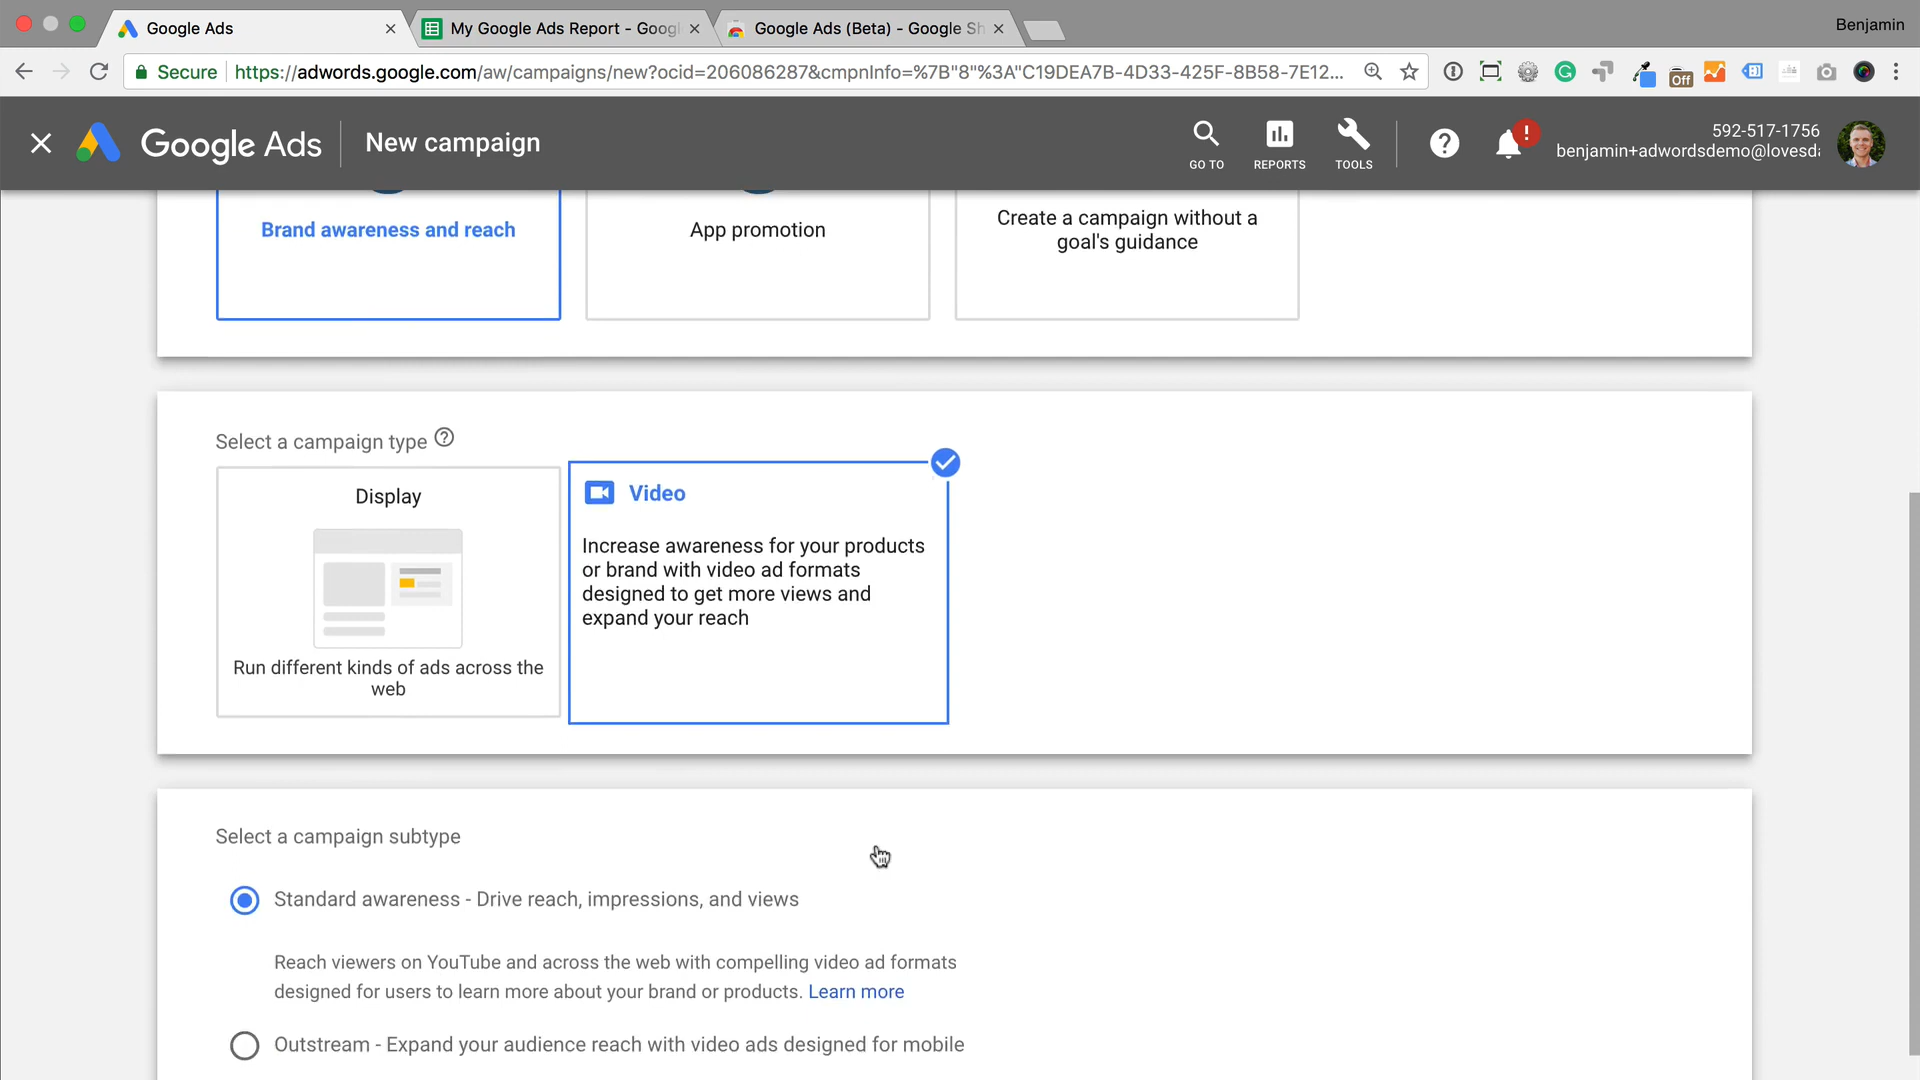 Benjamin
Google Ads
My Google Ads Report - Goog
Google Ads (Beta) - Google Sh
Secure
https://adwords.google.com/aw/campaigns/new?ocid=206086287&cmpnInfo=%7B"8"%3A"C19DEA7B-4D33-425F-8B58-7E12...
Off
Google Ads
New campaign
GO TO
REPORTS
TOOLS
592-517-1756
benjamin+adwordsdemo@lovesda
Brand awareness and reach
App promotion
Create a campaign without a
goal's guidance
Select a campaign type
Display
Run different kinds of ads across the
web
Video
Increase awareness for your products
or brand with video ad formats
designed to get more views and
expand your reach
Select a campaign subtype
Standard awareness - Drive reach, impressions, and views
Reach viewers on YouTube and across the web with compelling video ad formats
designed for users to learn more about your brand or products. Learn more
Outstream - Expand your audience reach with video ads designed for mobile